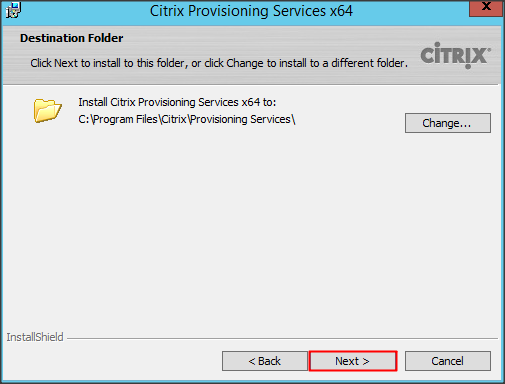 Citrix Provisioning Services x64
X
Destination Folder
Click Next to install to this folder, or click Change to install to a different folder.
CITRIX®
Install Citrix Provisioning Services x64 to:
C:\Program Files\Citrix\Provisioning Services\
Change...
InstallShield
< Back
Next >
Cancel